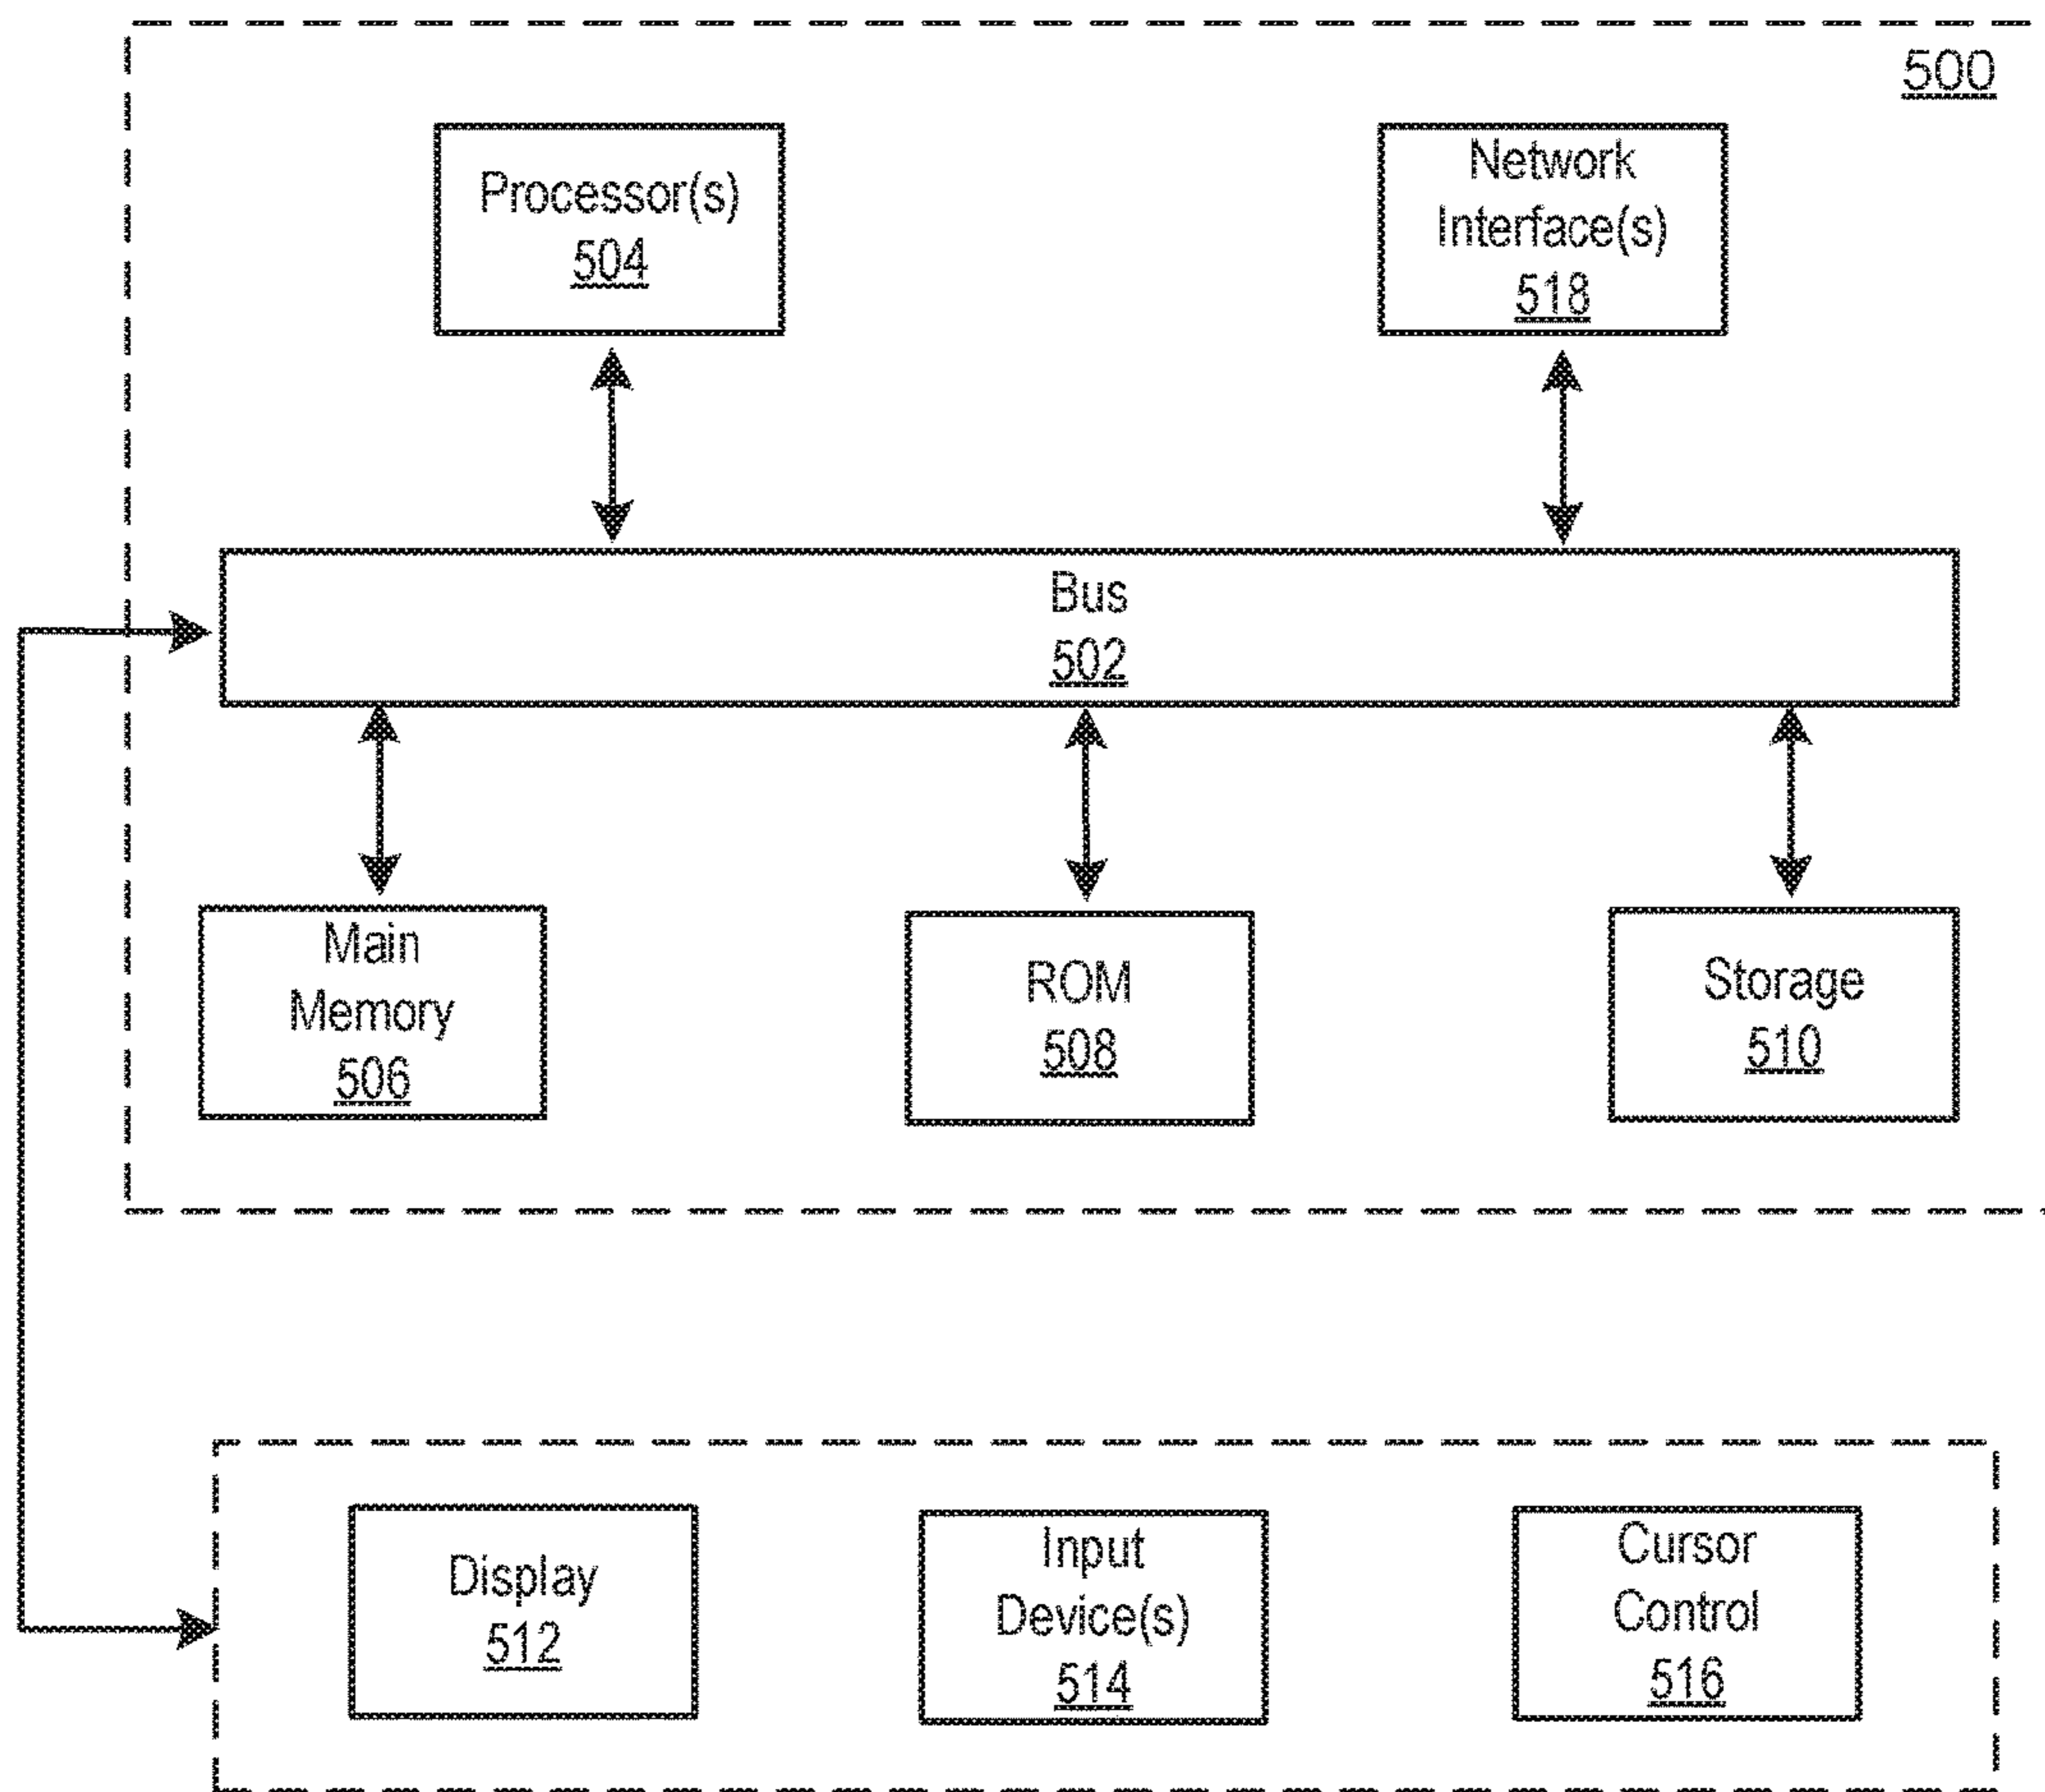 500
Processor(s)
504
Network
Interface(s)
518
Bus
502
Main
Memory
506
ROM
508
Storage
510
Display
512
Input
Device(s)
514
Cursor
Control
516